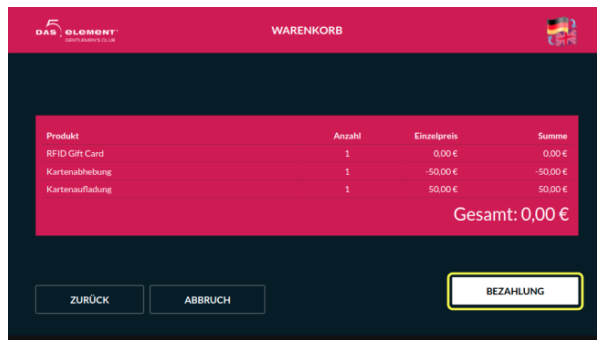 DAS 5. ELEMENT
GENTLEMEN'S CLUB
WARENKORB
Produkt Anzahl Einzelpreis Summe
RFID Gift Card 1 0,00 € 0,00 €
Kartenabhebung 1 -50,00 € -50,00 €
Kartenaufladung 1 50,00 € 50,00 €
Gesamt: 0,00 €
ZURÜCK ABBRUCH BEZAHLUNG